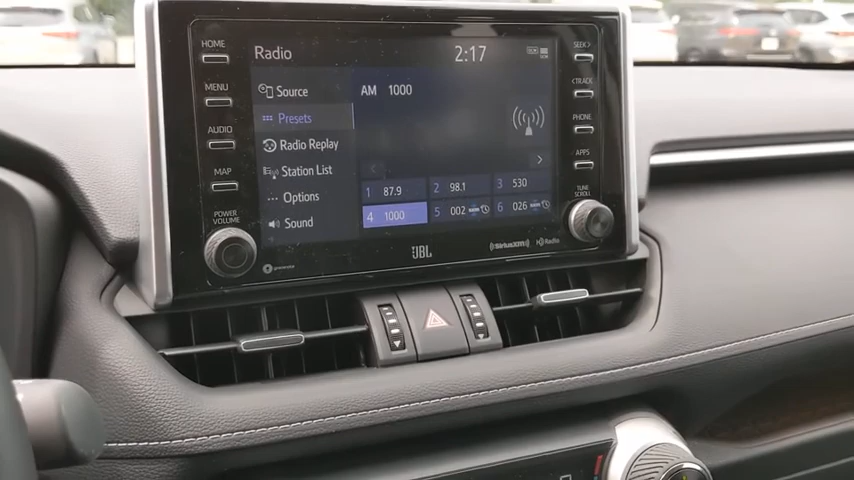 HOME
MENU
AUDIO
MAP
POWER
VOLUME
Radio
2:17
Source
Presets
Radio Replay
Station List
Options
Sound
AM 1000
1 87.9
2 98.1
3 530
4 1000
5 002
6 026
SEEK>
<TRACK
PHONE
APPS
TUNE
SCROLL
gracenote
JBL
SiriusXM
HD Radio